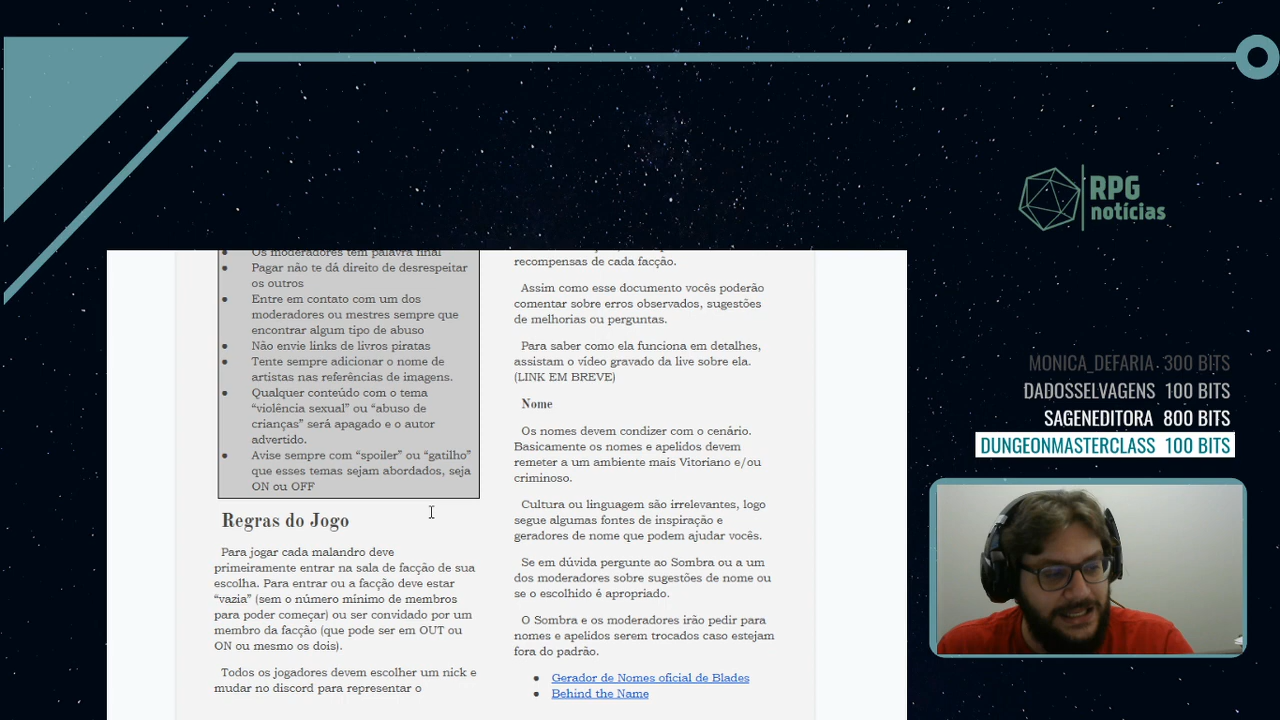 RPG
notícias
Os moderadores têm palavra final
Pagar não te dá direito de desrespeitar
os outros
Entre em contato com um dos
moderadores ou mestres sempre que
encontrar algum tipo de abuso
Não envie links de livros piratas
Tente sempre adicionar o nome de
artistas nas referências de imagens.
Qualquer conteúdo com o tema
“violência sexual” ou “abuso de
crianças” será apagado e o autor
advertido.
Avise sempre com “spoiler” ou “gatilho”
que esses temas sejam abordados, seja
ON ou OFF
Regras do Jogo
Para jogar cada malandro deve
primeiramente entrar na sala de facção de sua
escolha. Para entrar ou a facção deve estar
“vazia” (sem o número mínimo de membros
para poder começar) ou ser convidado por um
membro da facção (que pode ser em OUT ou
ON ou mesmo os dois).
Todos os jogadores devem escolher um nick e
mudar no discord para representar o
recompensas de cada facção.
Assim como esse documento vocês poderão
comentar sobre erros observados, sugestões
de melhorias ou perguntas.
Para saber como ela funciona em detalhes,
assistam o vídeo gravado da live sobre ela.
(LINK EM BREVE)
Nome
Os nomes devem condizer com o cenário.
Basicamente os nomes e apelidos devem
remeter a um ambiente mais Vitoriano e/ou
criminoso.
Cultura ou linguagem são irrelevantes, logo
segue algumas fontes de inspiração e
geradores de nome que podem ajudar vocês.
Se em dúvida pergunte ao Sombra ou a um
dos moderadores sobre sugestões de nome ou
se o escolhido é apropriado.
O Sombra e os moderadores irão pedir para
nomes e apelidos serem trocados caso estejam
fora do padrão.
Gerador de Nomes oficial de Blades
Behind the Name
MONICA_DEFARIA 300 BITS
DADOSSELVAGENS 100 BITS
SAGENEDITORA 800 BITS
DUNGEONMASTERCLASS 100 BITS